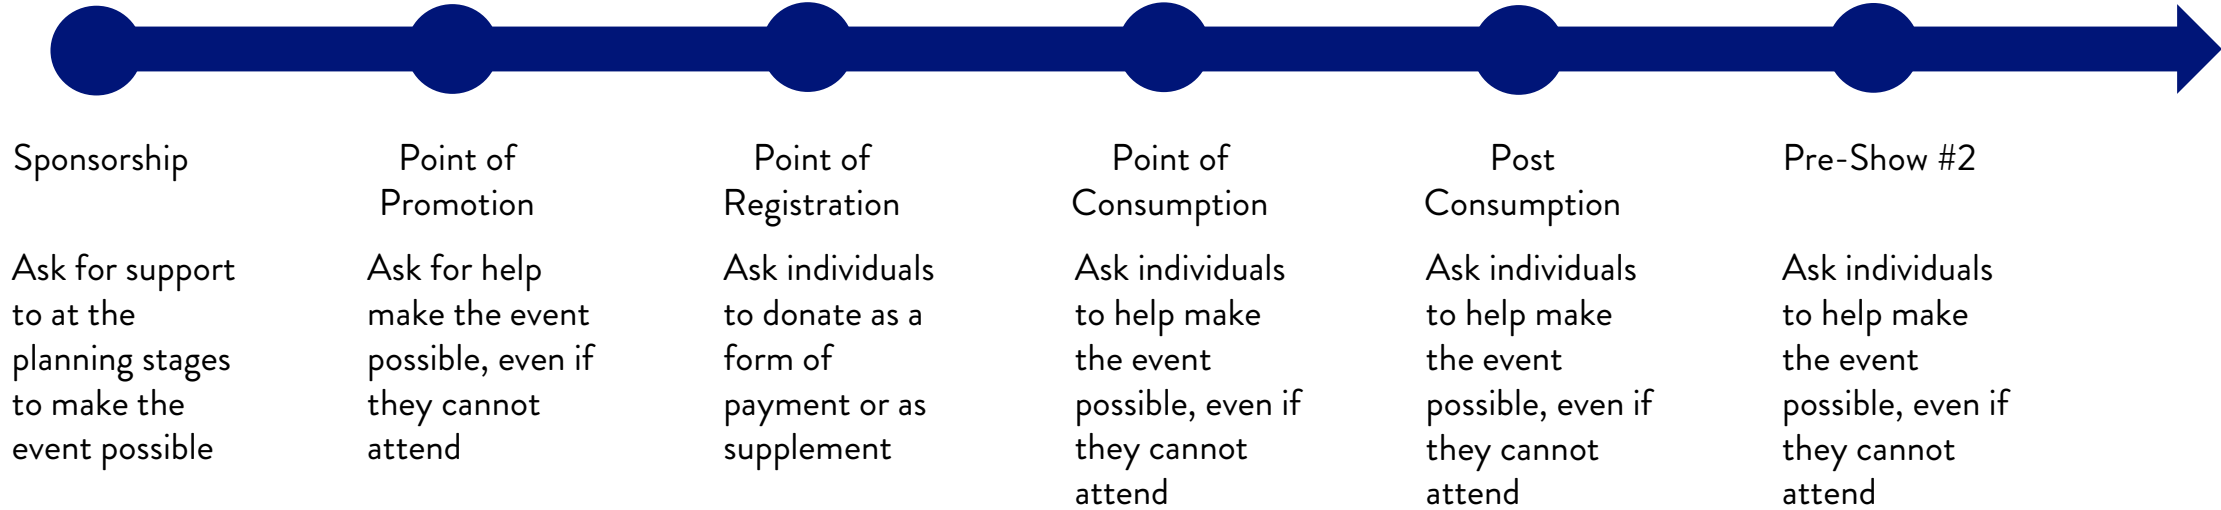 Sponsorship
Ask for support
to at the
planning stages
to make the
event possible
Point of
Promotion
Ask for help
make the event
possible, even if
they cannot
attend
Point of
Registration
Ask individuals
to donate as a
form of
payment or as
supplement
Point of
Consumption
Ask individuals
to help make
the event
possible, even if
they cannot
attend
Post
Consumption
Ask individuals
to help make
the event
possible, even if
they cannot
attend
Pre-Show #2
Ask individuals
to help make
the event
possible, even if
they cannot
attend